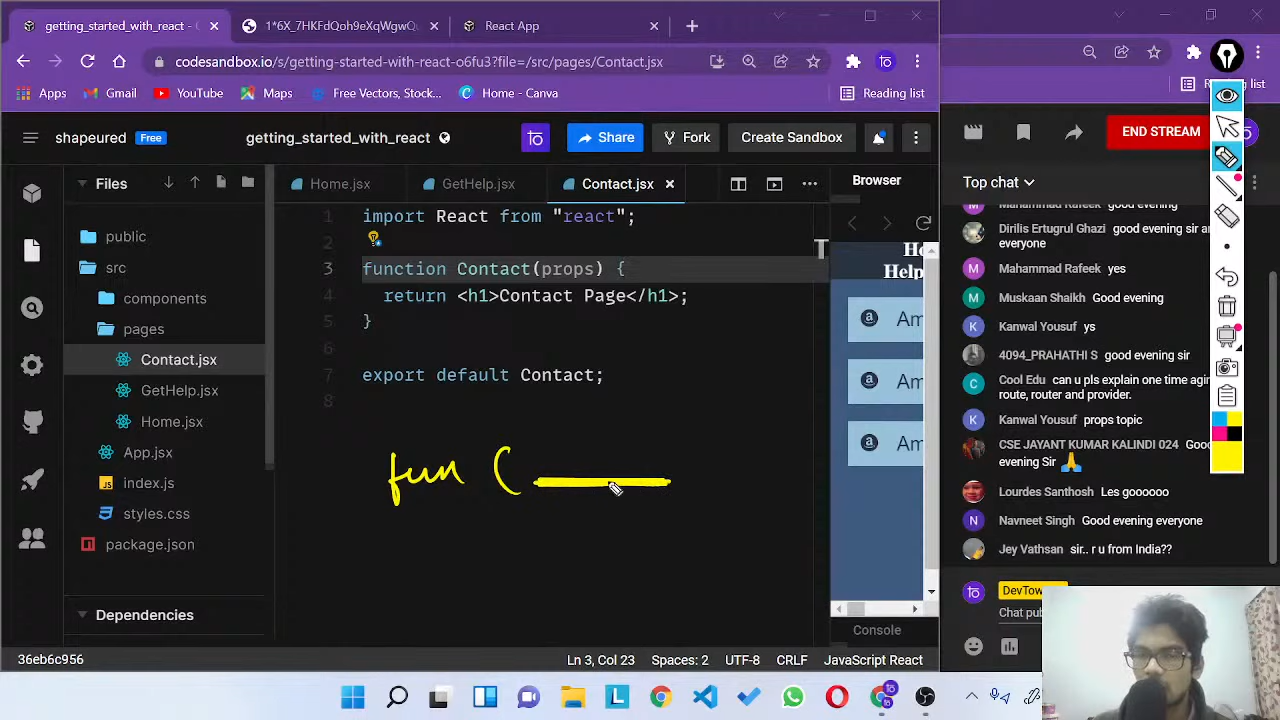 getting_started_with_react - (
1*6X_7HKFdQoh9eXqWgwQ
React App
codesandbox.io/s/getting-started-with-react-o6fu3?file=/src/pages/Contact.jsx
Apps
Gmail
YouTube
Maps
Free Vectors, Stock...
Home - Canva
Reading list
shapeured
Free
getting_started_with_react
Share
Fork
Create Sandbox
END STREAM
Files
Home.jsx
GetHelp.jsx
Contact.jsx
Browser
Top chat
public
src
components
pages
Contact.jsx
GetHelp.jsx
Home.jsx
App.jsx
index.js
styles.css
package.json
Dependencies
1 import React from "react";
2
3 function Contact(props) {
4 return <h1>Contact Page</h1>;
5 }
6
7 export default Contact;
8
fun (
Help
Console
Mahammad Rafeek good evening
Dirilis Ertugrul Ghazi good evening sir
everyone
Mahammad Rafeek yes
Muskaan Shaikh Good evening
Kanwal Yousuf ys
4094_PRAHATHI S good evening sir
Cool Edu can u pls explain one time
route, router and provider.
Kanwal Yousuf props topic
CSE JAYANT KUMAR KALINDI 024
evening Sir 🙏
Lourdes Santhosh Les goooooo
Navneet Singh Good evening everyone
Jey Vathsan sir.. r u from India??
36eb6c956
Ln 3, Col 23
Spaces: 2
UTF-8
CRLF
JavaScript React